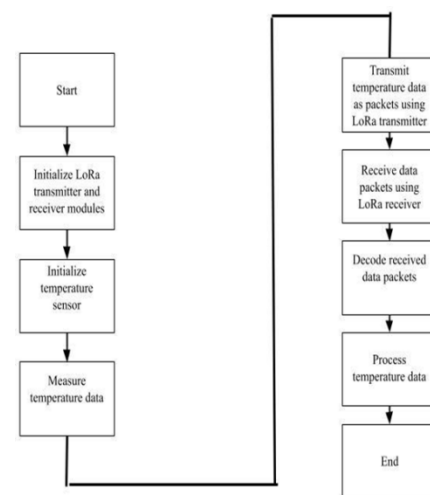 Start
Initialize LoRa
transmitter and
receiver modules
Initialize
temperature
sensor
Measure
temperature data
Transmit
temperature data
as packets using
LoRa transmitter
Receive data
packets using
LoRa receiver
Decode received
data packets
Process
temperature data
End